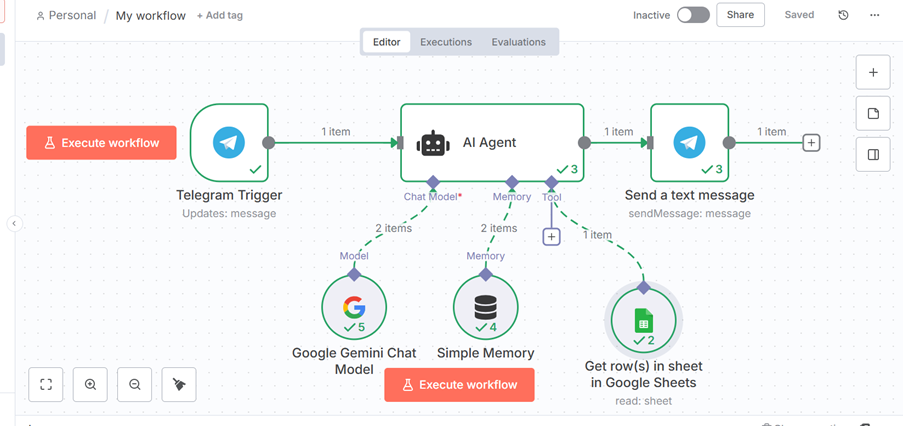 Personal / My workflow + Add tag
Inactive Share Saved
Editor Executions Evaluations
Execute workflow
1 item
AI Agent
3
1 item
3
1 item
Telegram Trigger
Updates: message
Chat Model* Memory Tool
Send a text message
sendMessage: message
2 items
2 items
1 item
Model
Memory
5
4
2
Google Gemini Chat
Model
Simple Memory
Get row(s) in sheet
in Google Sheets
read: sheet
Execute workflow